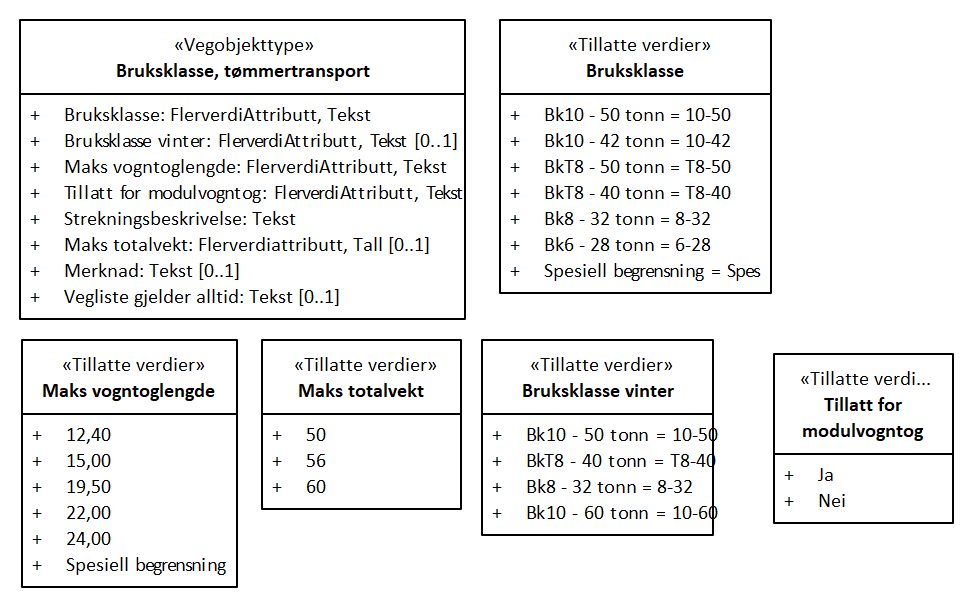 «Vegobjekttype»
Bruksklasse, tømmertransport
+ Bruksklasse: FlerverdiAttributt, Tekst
+ Bruksklasse vinter: FlerverdiAttributt, Tekst [0..1]
+ Maks vogntoglengde: FlerverdiAttributt, Tekst
+ Tillatt for modulvogntog: FlerverdiAttributt, Tekst
+ Strekningsbeskrivelse: Tekst
+ Maks totalvekt: Flerverdiattributt, Tall [0..1]
+ Merknad: Tekst [0..1]
+ Vegliste gjelder alltid: Tekst [0..1]
«Tillatte verdier»
Bruksklasse
+ Bk10 - 50 tonn = 10-50
+ Bk10 - 42 tonn = 10-42
+ BkT8 - 50 tonn = T8-50
+ BkT8 - 40 tonn = T8-40
+ Bk8 - 32 tonn = 8-32
+ Bk6 - 28 tonn = 6-28
+ Spesiell begrensning = Spes
«Tillatte verdier»
Maks vogntoglengde
+ 12,40
+ 15,00
+ 19,50
+ 22,00
+ 24,00
+ Spesiell begrensning
«Tillatte verdier»
Maks totalvekt
+ 50
+ 56
+ 60
«Tillatte verdier»
Bruksklasse vinter
+ Bk10 - 50 tonn = 10-50
+ BkT8 - 40 tonn = T8-40
+ Bk8 - 32 tonn = 8-32
+ Bk10 - 60 tonn = 10-60
«Tillatte verdi...
Tillatt for
modulvogntog
+ Ja
+ Nei